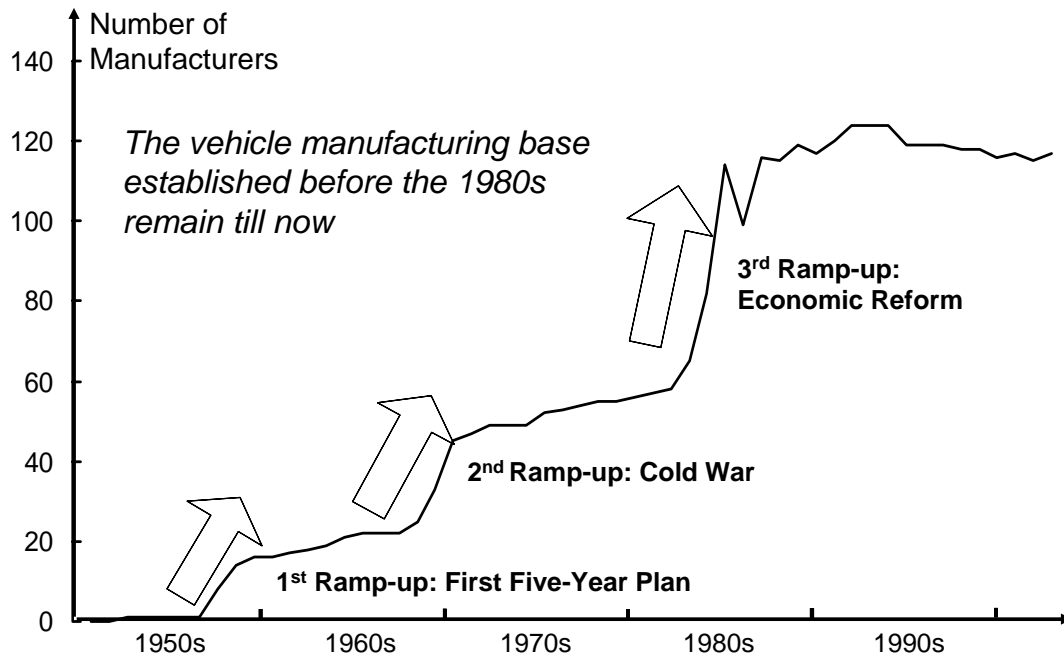 Number of
Manufacturers
140
The vehicle manufacturing base
established before the 1980s
remain till now
120
100
3rd Ramp-up:
Economic Reform
80
60
40
2nd Ramp-up: Cold War
20
1st Ramp-up: First Five-Year Plan
0
1950s 1960s 1970s 1980s 1990s